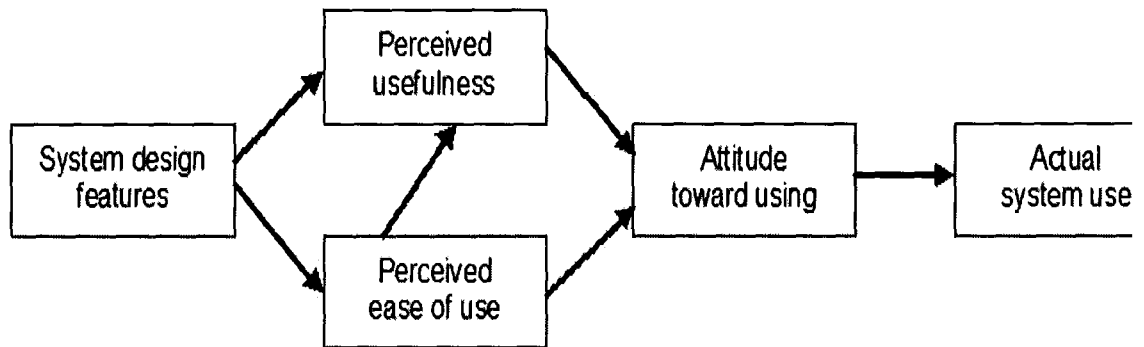 Perceived
usefulness
System design
features
Perceived
ease of use
Attitude
toward using
Actual
system use